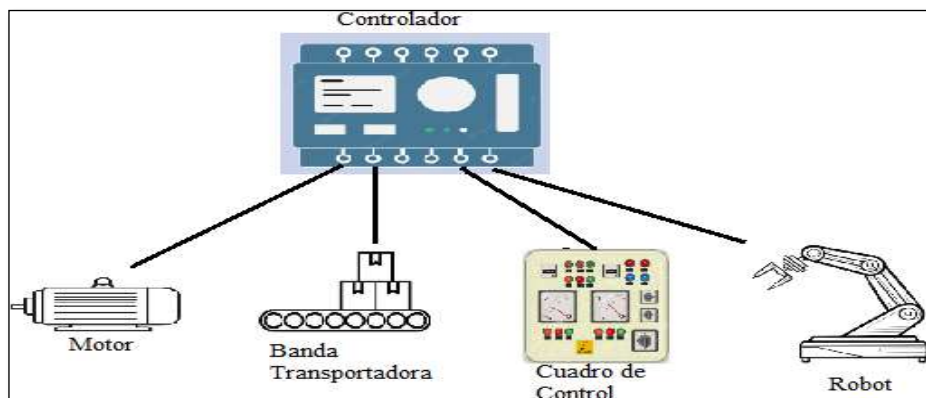 Controlador
Motor
Banda
Transportadora
Cuadro de
Control
Robot